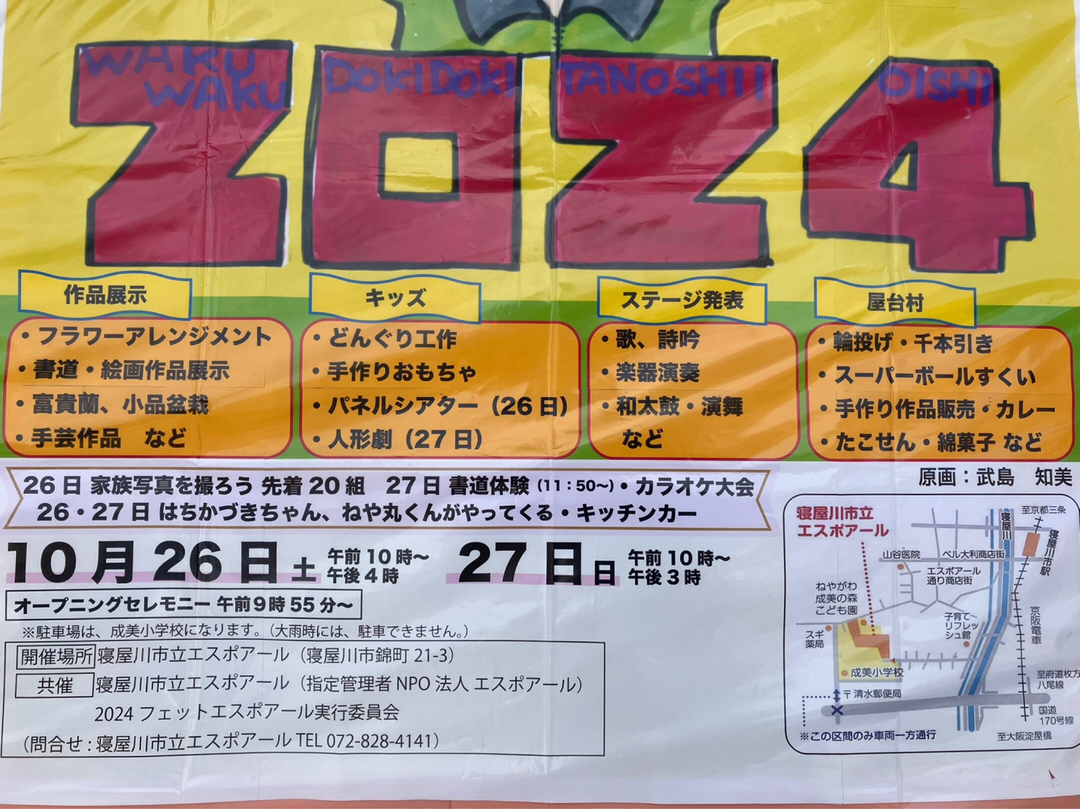 WAKU WAKU
DOKI DOKI
TANOSHII
OISHI
2024
作品展示
・フラワーアレンジメント
・書道・絵画作品展示
・富貴蘭、小品盆栽
・手芸作品 など
キッズ
・どんぐり工作
・手作りおもちゃ
・パネルシアター（26日）
・人形劇（27日）
ステージ発表
・歌、詩吟
・楽器演奏
・和太鼓・演舞
など
屋台村
・輪投げ・千本引き
・スーパーボールすくい
・手作り作品販売・カレー
・たこせん・綿菓子 など
26日 家族写真を撮ろう 先着20組 27日 書道体験（11：50～）・カラオケ大会
26・27日 はちかづきちゃん、ねや丸くんがやってくる・キッチンカー
原画：武島 知美
10月26日土 午前10時～午後4時 27日日 午前10時～午後3時
オープニングセレモニー 午前9時55分～
※駐車場は、成美小学校になります。（大雨時には、駐車できません。）
開催場所 寝屋川市立エスポアール（寝屋川市錦町21-3）
共催 寝屋川市立エスポアール（指定管理者NPO法人 エスポアール）
2024フェットエスポアール実行委員会
（問合せ：寝屋川市立エスポアール TEL 072-828-4141）
寝屋川市立
エスポアール
寝屋川
至京都三条
寝屋川市駅
山谷医院
ベル大利商店街
エスポアール
通り商店街
ねやがわ
成美の森
こども園
子育て
リフレッ
シュ館
京阪電車
スギ
薬局
成美小学校
至府道枚方
八尾線
〒清水郵便局
国道
170号線
※この区間のみ車両一方通行
至大阪淀屋橋